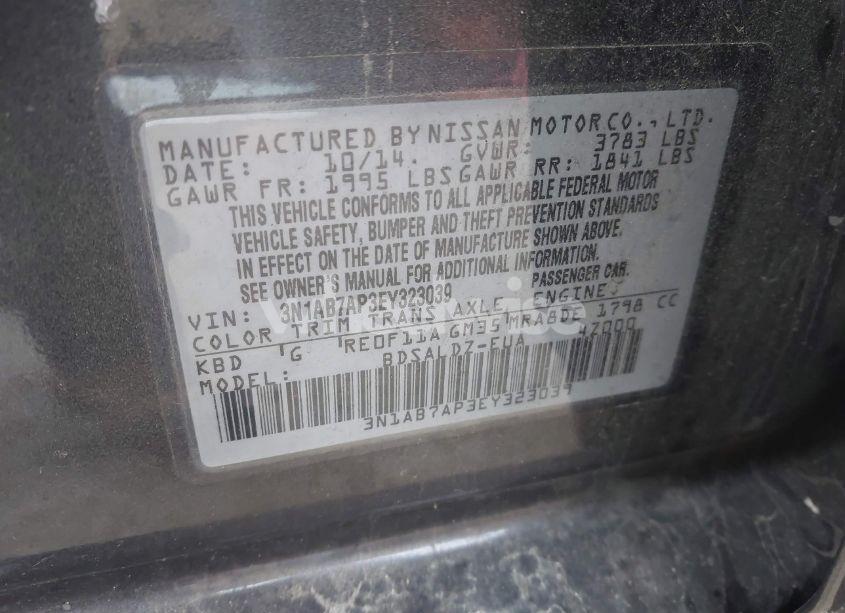 MANUFACTURED BY NISSAN MOTOR CO., LTD.
DATE: 10/14. GVWR: 3783 LBS
GAWR FR: 1995 LBS GAWR RR: 1841 LBS
THIS VEHICLE CONFORMS TO ALL APPLICABLE FEDERAL MOTOR
VEHICLE SAFETY, BUMPER AND THEFT PREVENTION STANDARDS
IN EFFECT ON THE DATE OF MANUFACTURE SHOWN ABOVE.
SEE OWNER'S MANUAL FOR ADDITIONAL INFORMATION.
VIN: 3N1AB7AP3EY323039 PASSENGER CAR.
COLOR TRIM TRANS AXLE ENGINE
KBD G RE0F11A GM35 MRA8DE 1798 CC
MODEL: BDSALDZ-EUA 4Z000
3N1AB7AP3EY323039